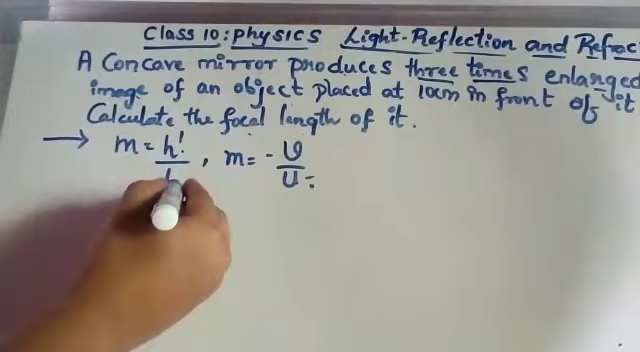 Class 10: Physics Light-Reflection and Refrac
A Concave mirror produces three times enlarged
image of an object placed at 10cm in front of it
Calculate the focal length of it.
→ m = h! / h , m = - v / u =